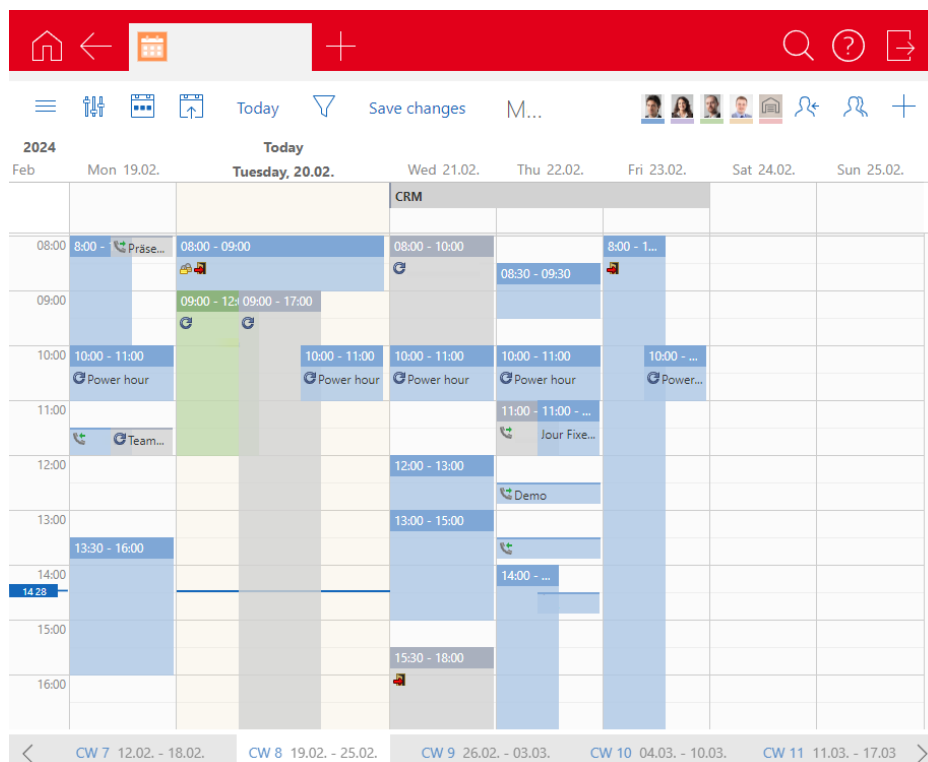 Today
Save changes
M...
2024
Today
Feb
Mon 19.02.
Tuesday, 20.02.
Wed 21.02.
Thu 22.02.
Fri 23.02.
Sat 24.02.
Sun 25.02.
CRM
08:00
8:00 -
Präse...
08:00 - 09:00
08:00 - 10:00
8:00 - 1...
08:30 - 09:30
09:00
09:00 - 12:
09:00 - 17:00
10:00
10:00 - 11:00
10:00 - 11:00
10:00 - 11:00
10:00 - 11:00
10:00 - ...
Power hour
Power hour
Power hour
Power hour
Power...
11:00
11:00 -
11:00 - ...
Team...
Jour Fixe...
12:00
12:00 - 13:00
Demo
13:00
13:00 - 15:00
13:30 - 16:00
14:00
14:00 - ...
14 28
15:00
15:30 - 18:00
16:00
CW 7 12.02. - 18.02.
CW 8 19.02. - 25.02.
CW 9 26.02. - 03.03.
CW 10 04.03. - 10.03.
CW 11 11.03. - 17.03